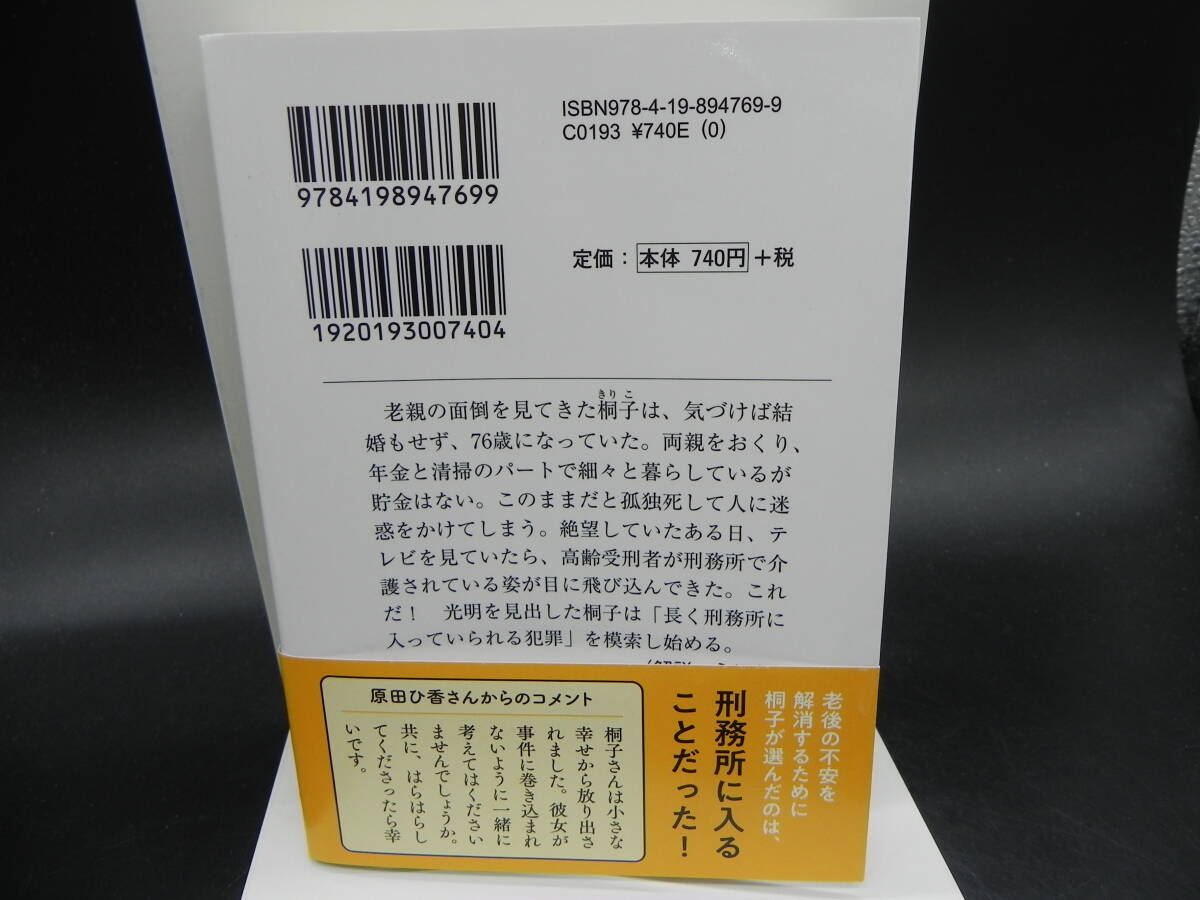 ISBN978-4-19-894769-9
C0193 ¥740E (0)
9784198947699
定価：本体 740円＋税
1920193007404
老親の面倒を見てきた桐子は、気づけば結
きりこ
婚もせず、76歳になっていた。両親をおくり、
年金と清掃のパートで細々と暮らしているが
貯金はない。このままだと孤独死して人に迷
惑をかけてしまう。絶望していたある日、テ
レビを見ていたら、高齢受刑者が刑務所で介
護されている姿が目に飛び込んできた。これ
だ！　光明を見出した桐子は「長く刑務所に
入っていられる犯罪」を模索し始める。
老後の不安を
解消するために
桐子が選んだのは、
刑務所に入る
ことだった！
原田ひ香さんからのコメント
桐子さんは小さな
幸せから放り出さ
れました。彼女が
事件に巻き込まれ
ないように一緒に
考えてはください
ませんでしょうか。
共に、はらはらし
てくださったら幸
いです。